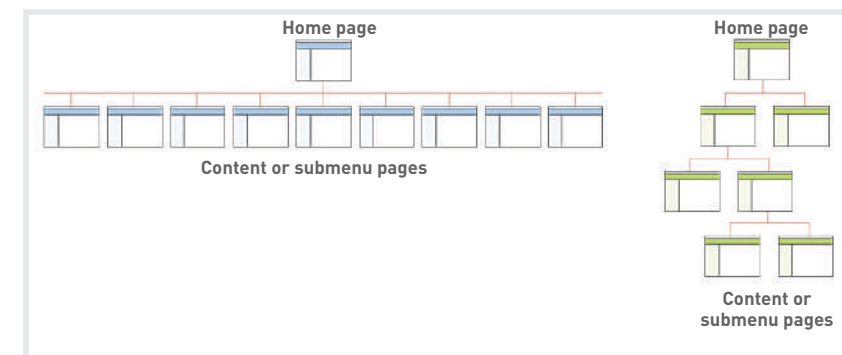 Home page
Content or submenu pages
Home page
Content or
submenu pages